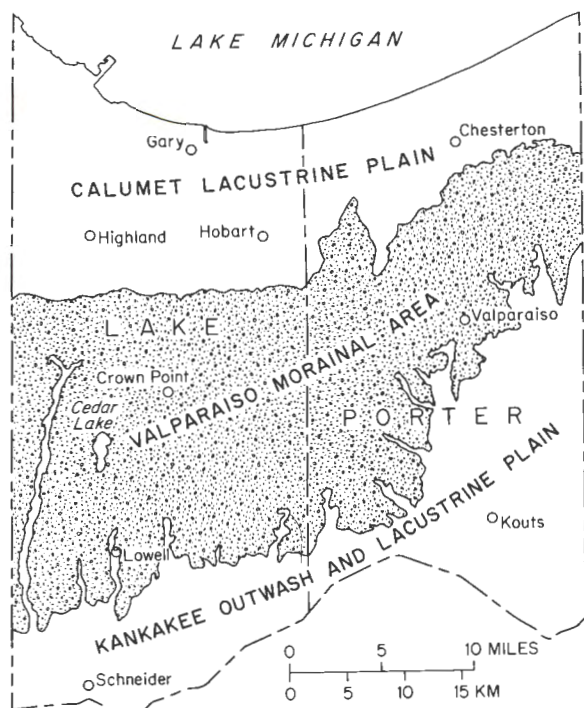 LAKE MICHIGAN
Gary
Chesterton
CALUMET LACUSTRINE PLAIN
Highland
Hobart
LAKE
Valparaiso
Crown Point
VALPARAISO MORAINAL AREA
Cedar
Lake
PORTER
Kouts
Lowell
KANKAKEE OUTWASH AND LACUSTRINE PLAIN
Schneider
0 5 10 MILES
0 5 10 15 KM